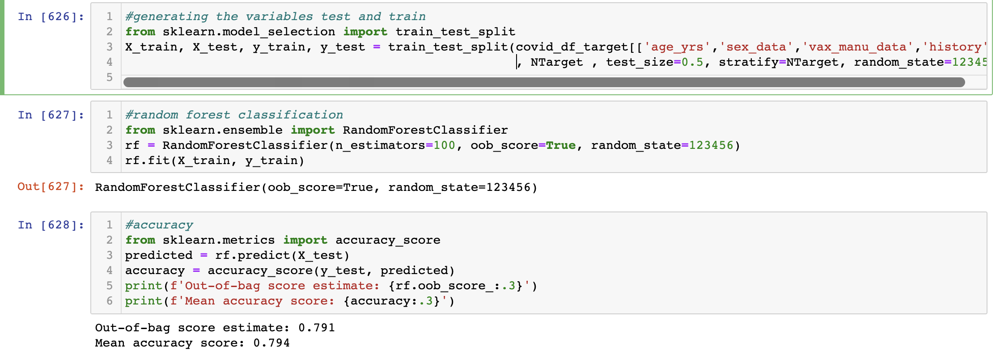 In [626]:
1 #generating the variables test and train
2 from sklearn.model_selection import train_test_split
3 X_train, X_test, y_train, y_test = train_test_split(covid_df_target[['age_yrs','sex_data','vax_manu_data','history'
4 , NTarget , test_size=0.5, stratify=NTarget, random_state=12345
5
In [627]:
1 #random forest classification
2 from sklearn.ensemble import RandomForestClassifier
3 rf = RandomForestClassifier(n_estimators=100, oob_score=True, random_state=123456)
4 rf.fit(X_train, y_train)
Out[627]: RandomForestClassifier(oob_score=True, random_state=123456)
In [628]:
1 #accuracy
2 from sklearn.metrics import accuracy_score
3 predicted = rf.predict(X_test)
4 accuracy = accuracy_score(y_test, predicted)
5 print(f'Out-of-bag score estimate: {rf.oob_score_:.3}')
6 print(f'Mean accuracy score: {accuracy:.3}')
Out-of-bag score estimate: 0.791
Mean accuracy score: 0.794